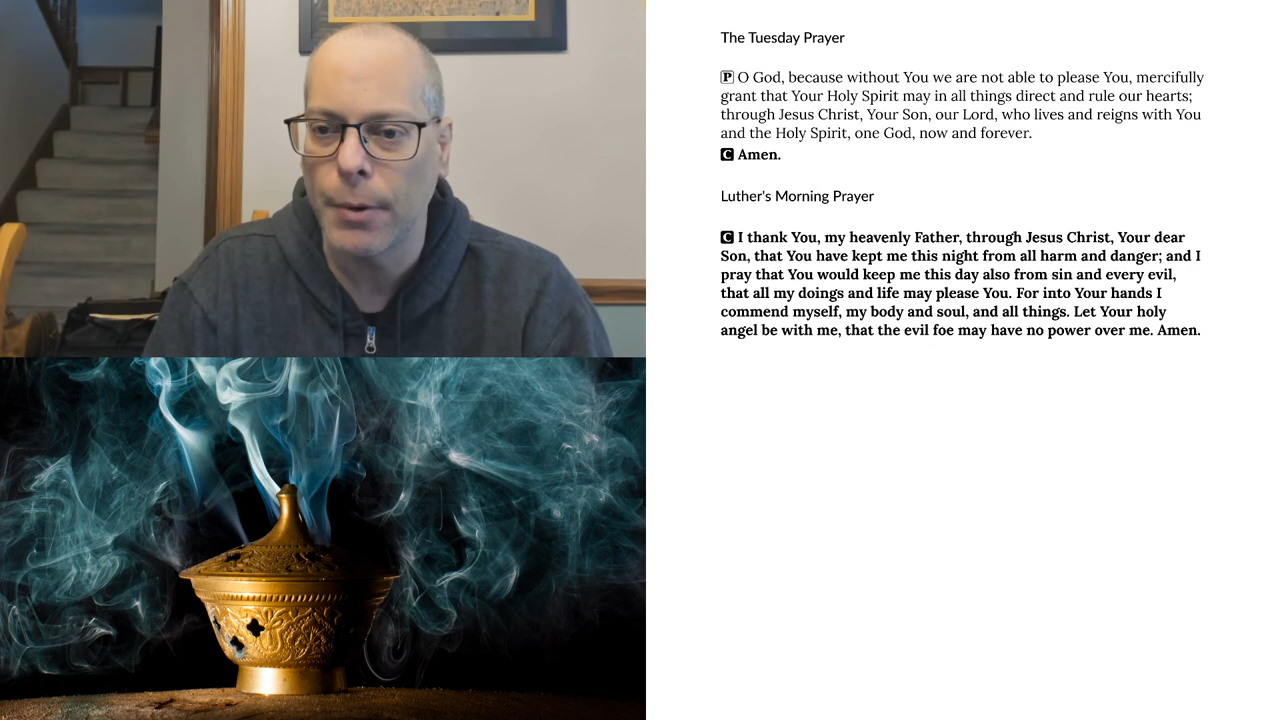 The Tuesday Prayer
P O God, because without You we are not able to please You, mercifully
grant that Your Holy Spirit may in all things direct and rule our hearts;
through Jesus Christ, Your Son, our Lord, who lives and reigns with You
and the Holy Spirit, one God, now and forever.
C Amen.
Luther's Morning Prayer
C I thank You, my heavenly Father, through Jesus Christ, Your dear
Son, that You have kept me this night from all harm and danger; and I
pray that You would keep me this day also from sin and every evil,
that all my doings and life may please You. For into Your hands I
commend myself, my body and soul, and all things. Let Your holy
angel be with me, that the evil foe may have no power over me. Amen.